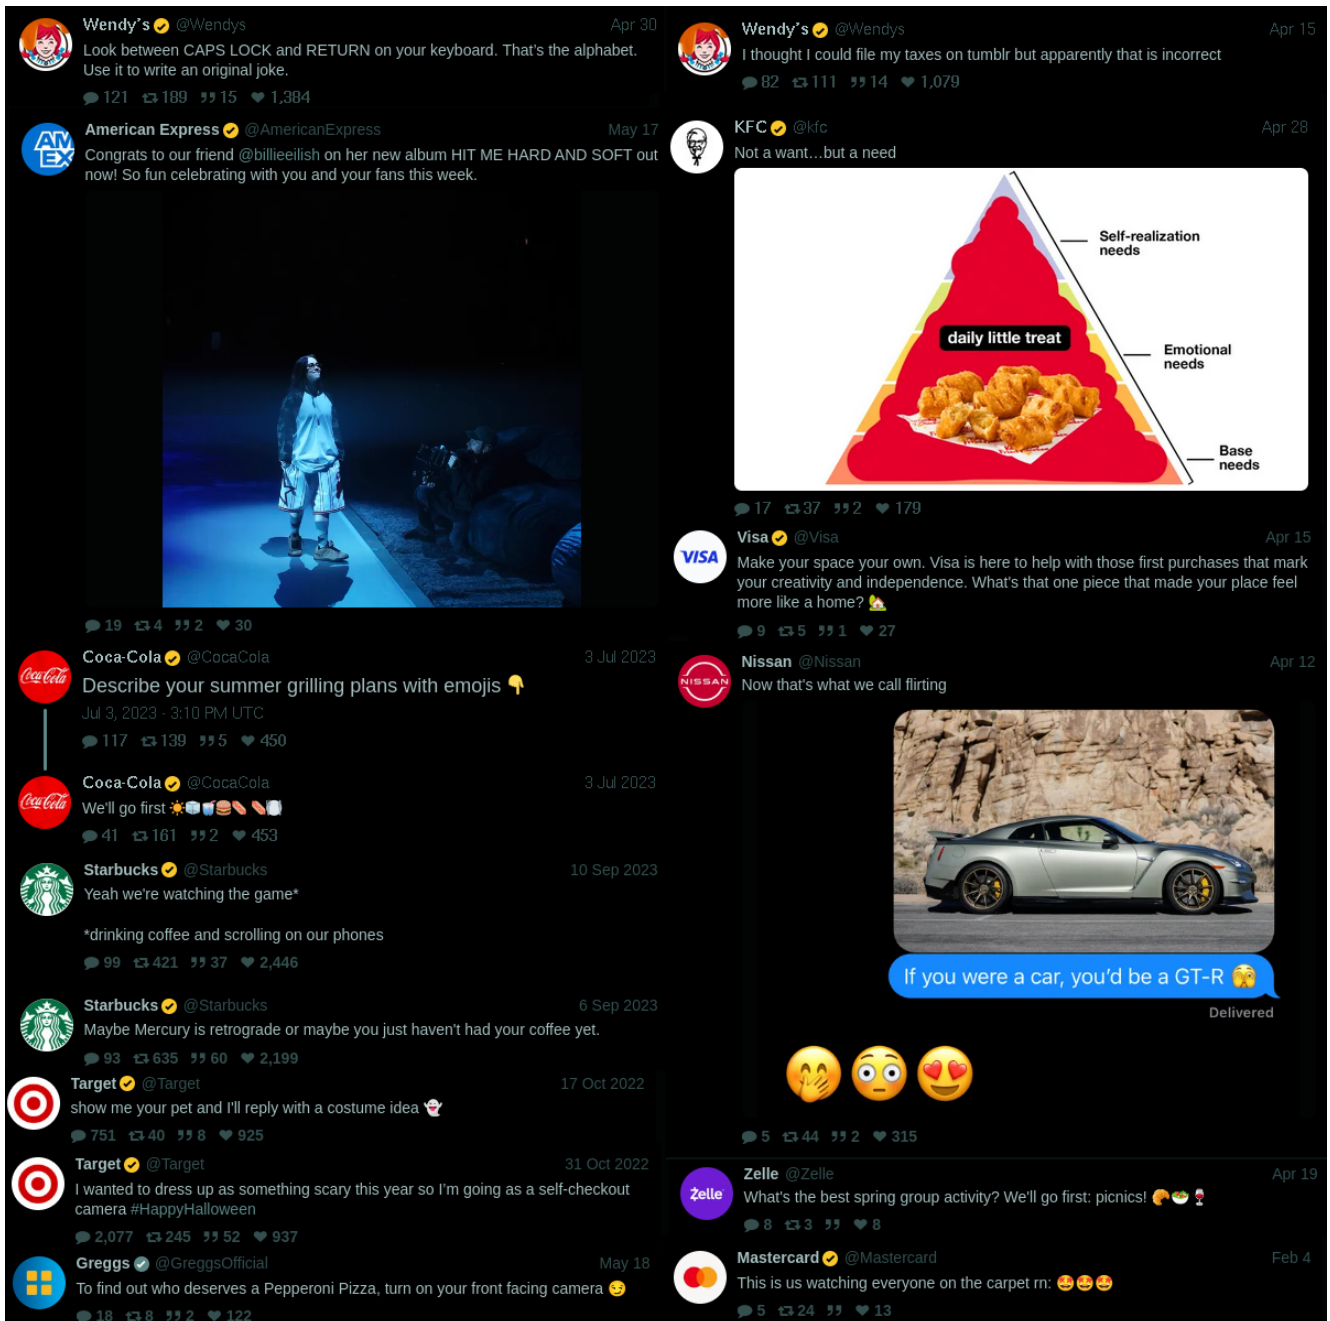 Wendy's @Wendys Apr 30
Look between CAPS LOCK and RETURN on your keyboard. That's the alphabet.
Use it to write an original joke.
121 189 15 1,384
AM
EX
American Express @AmericanExpress May 17
Congrats to our friend @billieeilish on her new album HIT ME HARD AND SOFT out
now! So fun celebrating with you and your fans this week.
19 4 2 30
Coca-Cola
Coca-Cola @CocaCola 3 Jul 2023
Describe your summer grilling plans with emojis 👇
Jul 3, 2023 · 3:10 PM UTC
117 139 5 450
Coca-Cola
Coca-Cola @CocaCola 3 Jul 2023
We'll go first ☀️🧊🥤🍔🌭🌭🍽️
41 161 2 453
Starbucks @Starbucks 10 Sep 2023
Yeah we're watching the game*
*drinking coffee and scrolling on our phones
99 421 37 2,446
Starbucks @Starbucks 6 Sep 2023
Maybe Mercury is retrograde or maybe you just haven't had your coffee yet.
93 635 60 2,199
Target @Target 17 Oct 2022
show me your pet and I'll reply with a costume idea 👻
751 40 8 925
Target @Target 31 Oct 2022
I wanted to dress up as something scary this year so I'm going as a self-checkout
camera #HappyHalloween
2,077 245 52 937
Greggs @GreggsOfficial May 18
To find out who deserves a Pepperoni Pizza, turn on your front facing camera 😏
18 8 2 122
Wendy's @Wendys Apr 15
I thought I could file my taxes on tumblr but apparently that is incorrect
82 111 14 1,079
KFC @kfc Apr 28
Not a want…but a need
Self-realization
needs
daily little treat
Emotional
needs
Base
needs
17 37 2 179
VISA
Visa @Visa Apr 15
Make your space your own. Visa is here to help with those first purchases that mark
your creativity and independence. What's that one piece that made your place feel
more like a home? 🏡
9 5 1 27
NISSAN
Nissan @Nissan Apr 12
Now that's what we call flirting
If you were a car, you'd be a GT-R 🫣
Delivered
🤭😳😍
5 44 2 315
Zelle
Zelle @Zelle Apr 19
What's the best spring group activity? We'll go first: picnics! 🥐🥗🍷
8 3 8
Mastercard @Mastercard Feb 4
This is us watching everyone on the carpet rn: 🤩🤩🤩
5 24 13